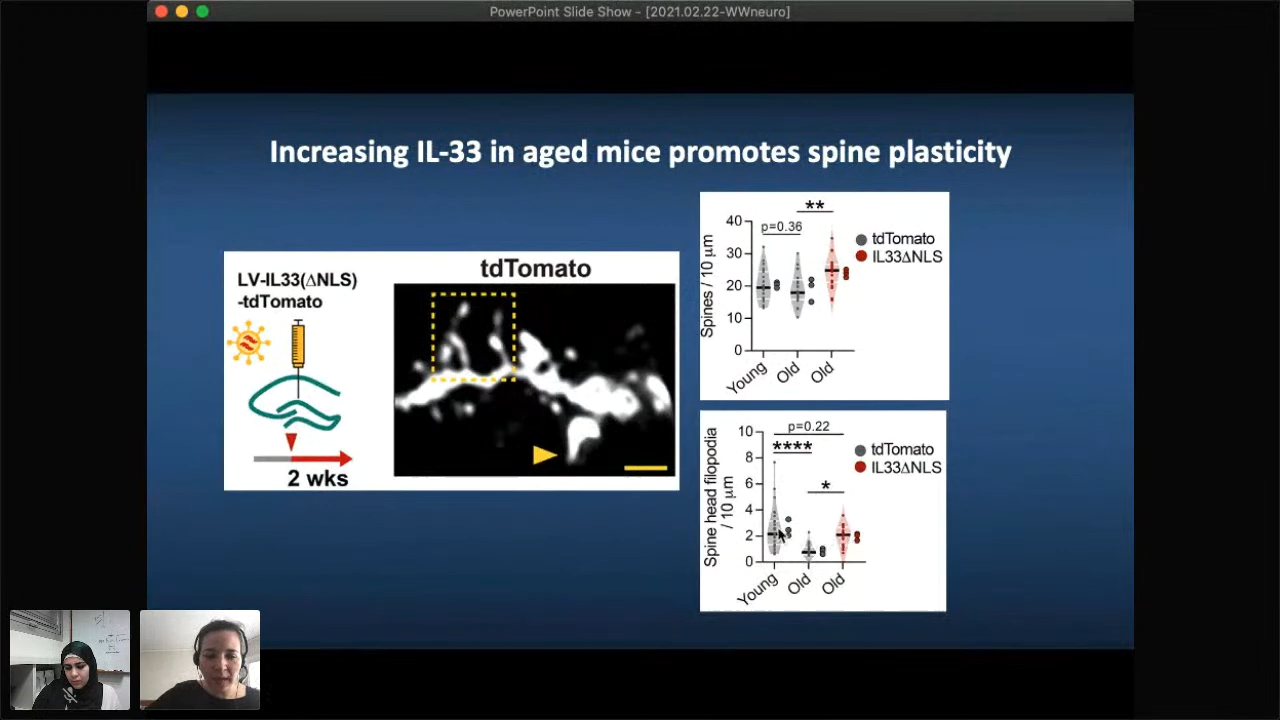 PowerPoint Slide Show - [2021.02.22-WWneuro]
Increasing IL-33 in aged mice promotes spine plasticity
LV-IL33(ΔNLS)
-tdTomato
2 wks
tdTomato
**
p=0.36
40
30
20
10
0
Spines / 10 μm
Young
Old
Old
tdTomato
IL33ΔNLS
p=0.22
****
*
10
8
6
4
2
0
Spine head filopodia
/ 10 μm
Young
Old
Old
tdTomato
IL33ΔNLS